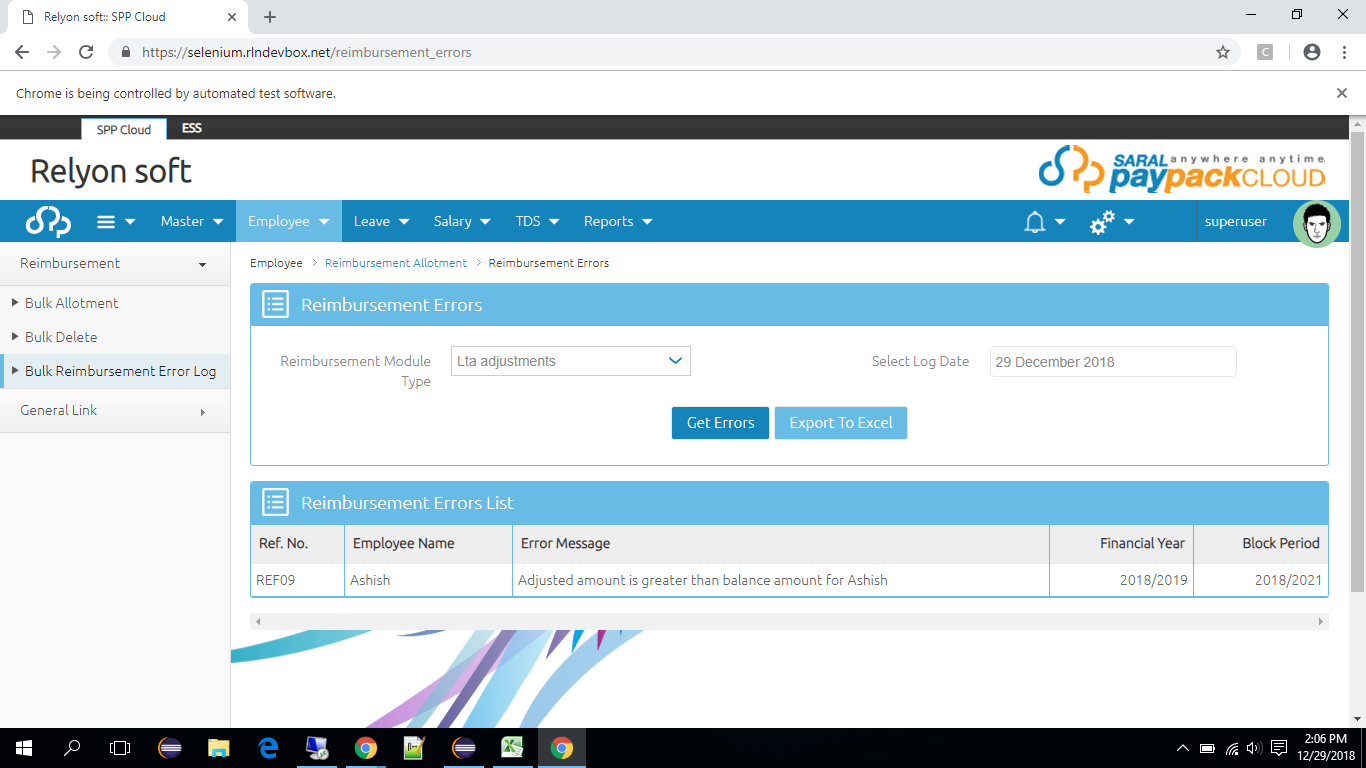 Relyon soft:: SPP Cloud
https://selenium.rlndevbox.net/reimbursement_errors
C
Chrome is being controlled by automated test software.
SPP Cloud ESS
Relyon soft
SARAL anywhere anytime
paypackCLOUD
Master Employee Leave Salary TDS Reports superuser
Reimbursement
Bulk Allotment
Bulk Delete
Bulk Reimbursement Error Log
General Link
Employee > Reimbursement Allotment > Reimbursement Errors
Reimbursement Errors
Reimbursement Module Type Lta adjustments Select Log Date 29 December 2018
Get Errors Export To Excel
Reimbursement Errors List
Ref. No. Employee Name Error Message Financial Year Block Period
REF09 Ashish Adjusted amount is greater than balance amount for Ashish 2018/2019 2018/2021
2:06 PM
12/29/2018